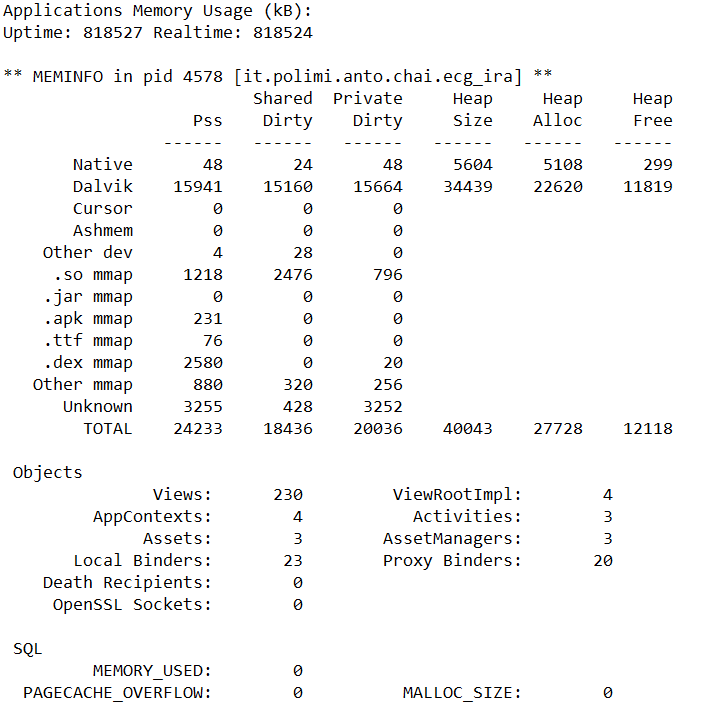 Applications Memory Usage (kB):
Uptime: 818527 Realtime: 818524

** MEMINFO in pid 4578 [it.polimi.anto.chai.ecg_ira] **
                         Shared  Private     Heap     Heap     Heap
                   Pss    Dirty    Dirty     Size    Alloc     Free
                ------   ------   ------   ------   ------   ------
       Native       48       24       48     5604     5108      299
       Dalvik    15941    15160    15664    34439    22620    11819
       Cursor        0        0        0
       Ashmem        0        0        0
    Other dev        4       28        0
     .so mmap     1218     2476      796
    .jar mmap        0        0        0
    .apk mmap      231        0        0
    .ttf mmap       76        0        0
    .dex mmap     2580        0       20
   Other mmap      880      320      256
      Unknown     3255      428     3252
        TOTAL    24233    18436    20036    40043    27728    12118

 Objects
               Views:      230         ViewRootImpl:        4
         AppContexts:        4           Activities:        3
              Assets:        3        AssetManagers:        3
       Local Binders:       23        Proxy Binders:       20
    Death Recipients:        0
     OpenSSL Sockets:        0

 SQL
         MEMORY_USED:        0
  PAGECACHE_OVERFLOW:        0          MALLOC_SIZE:        0